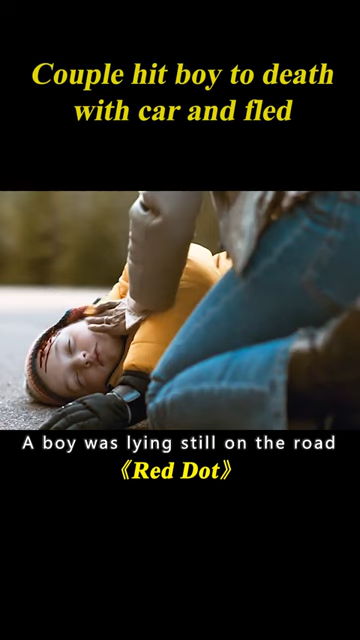 Couple hit boy to death
with car and fled
A boy was lying still on the road
《Red Dot》